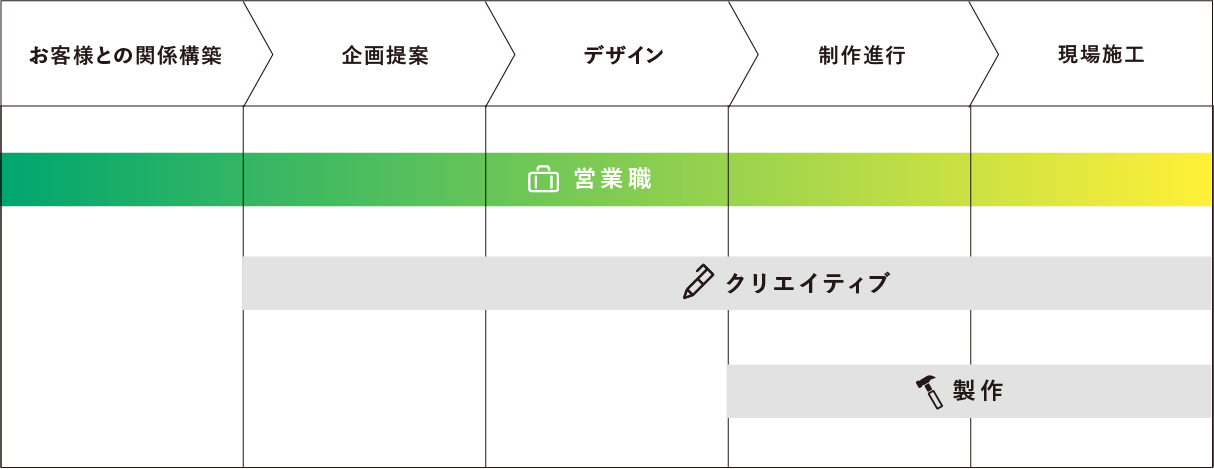 お客様との関係構築
企画提案
デザイン
制作進行
現場施工
営業職
クリエイティブ
製作